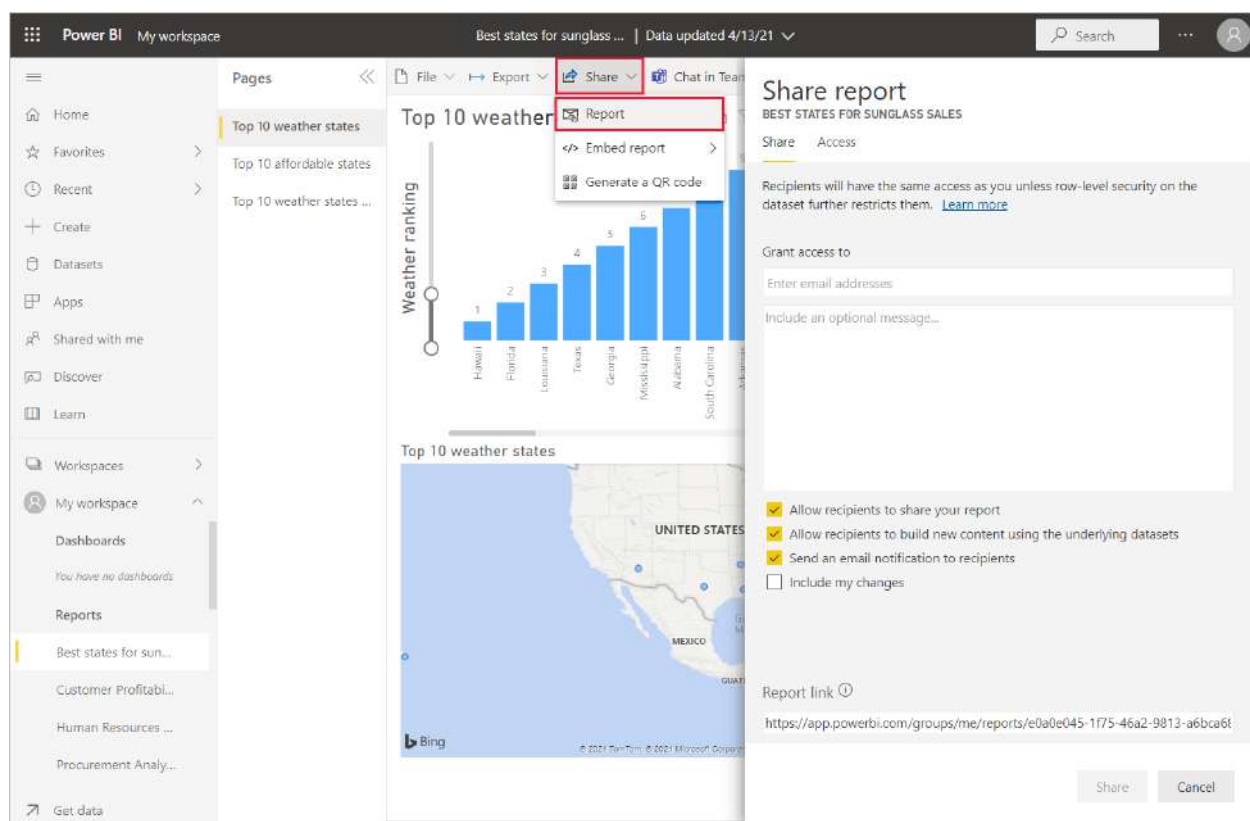 Power BI My workspace
Best states for sunglass ... | Data updated 4/13/21
Search
Home
Favorites
Recent
Create
Datasets
Apps
Shared with me
Discover
Learn
Workspaces
My workspace
Dashboards
You have no dashboards
Reports
Best states for sun...
Customer Profitabi...
Human Resources ...
Procurement Analy...
Get data
Pages
Top 10 weather states
Top 10 affordable states
Top 10 weather states ...
File Export Share Chat in Tean
Report
Embed report
Generate a QR code
Top 10 weather
Weather ranking
1
2
3
4
5
6
Hawaii
Florida
Louisiana
Texas
Georgia
Mississippi
Alabama
South Carolina
Top 10 weather states
UNITED STATES
MEXICO
Bing
© 2021 TomTom, © 2021 Microsoft
Share report
BEST STATES FOR SUNGLASS SALES
Share Access
Recipients will have the same access as you unless row-level security on the
dataset further restricts them. Learn more
Grant access to
Enter email addresses
Include an optional message...
Allow recipients to share your report
Allow recipients to build new content using the underlying datasets
Send an email notification to recipients
Include my changes
Report link
https://app.powerbi.com/groups/me/reports/e0a0e045-1f75-46a2-9813-a6bca68
Share Cancel